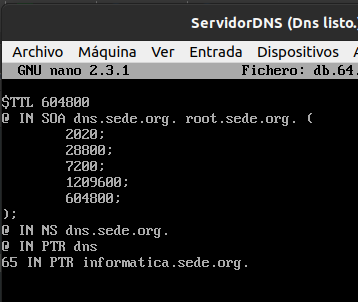 ServidorDNS (Dns listo.
Archivo Máquina Ver Entrada Dispositivos
GNU nano 2.3.1 Fichero: db.64.
$TTL 604800
@ IN SOA dns.sede.org. root.sede.org. (
2020;
28800;
7200;
1209600;
604800;
);
@ IN NS dns.sede.org.
@ IN PTR dns
65 IN PTR informatica.sede.org.